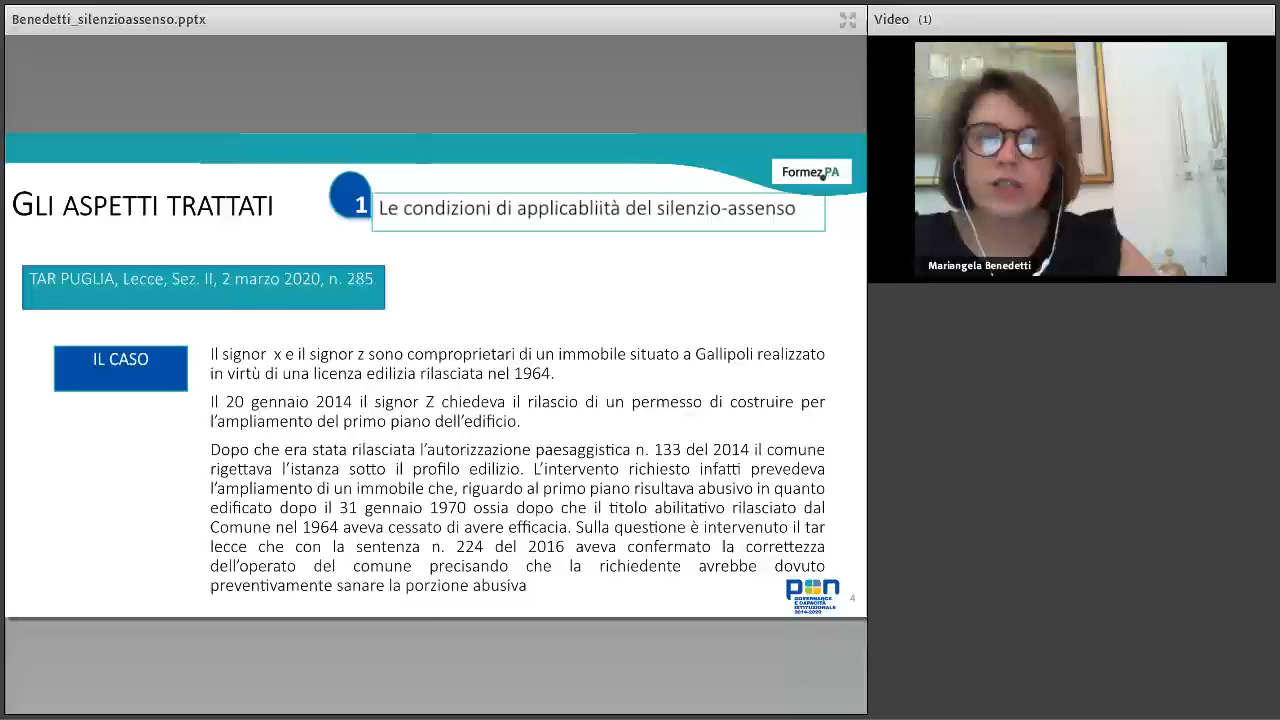 Benedetti_silenzioassenso.pptx
Video (1)
Formez PA
GLI ASPETTI TRATTATI
1
Le condizioni di applicabliità del silenzio-assenso
TAR PUGLIA, Lecce, Sez. II, 2 marzo 2020, n. 285
IL CASO
Il signor x e il signor z sono comproprietari di un immobile situato a Gallipoli realizzato
in virtù di una licenza edilizia rilasciata nel 1964.
Il 20 gennaio 2014 il signor Z chiedeva il rilascio di un permesso di costruire per
l’ampliamento del primo piano dell’edificio.
Dopo che era stata rilasciata l’autorizzazione paesaggistica n. 133 del 2014 il comune
rigettava l’istanza sotto il profilo edilizio. L’intervento richiesto infatti prevedeva
l’ampliamento di un immobile che, riguardo al primo piano risultava abusivo in quanto
edificato dopo il 31 gennaio 1970 ossia dopo che il titolo abilitativo rilasciato dal
Comune nel 1964 aveva cessato di avere efficacia. Sulla questione è intervenuto il tar
lecce che con la sentenza n. 224 del 2016 aveva confermato la correttezza
dell’operato del comune precisando che la richiedente avrebbe dovuto
preventivamente sanare la porzione abusiva
pon
GOVERNANCE
E CAPACITÀ
ISTITUZIONALE
2014-2020
4
Mariangela Benedetti